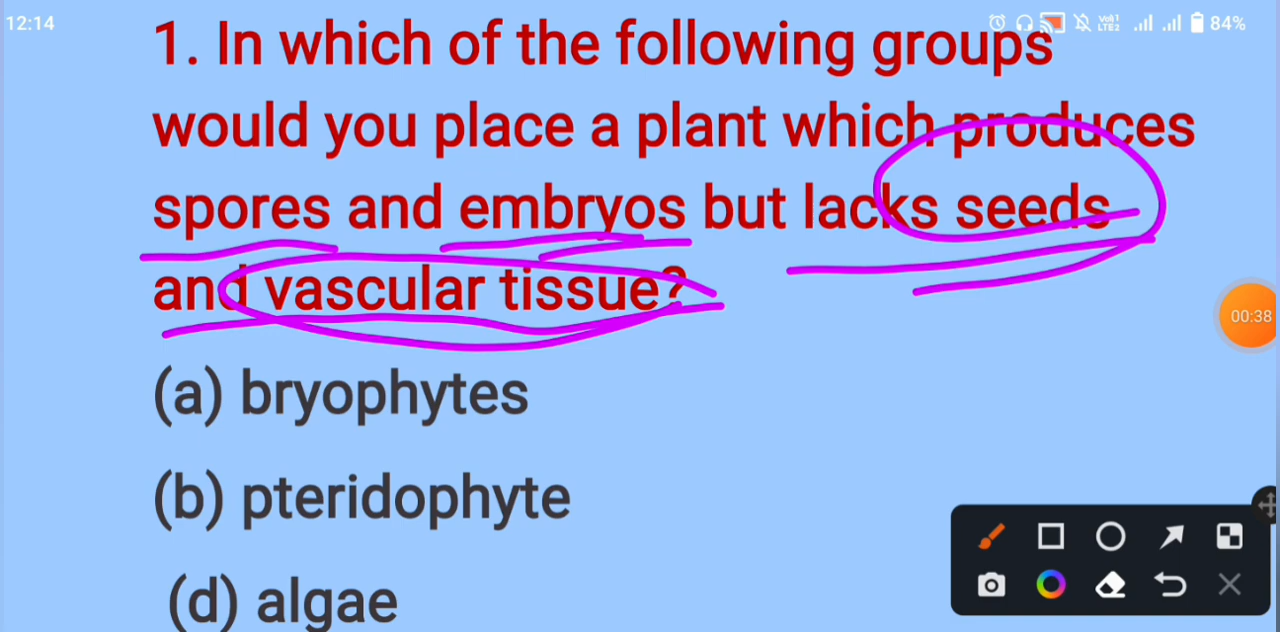 12:14
84%
1. In which of the following groups
would you place a plant which produces
spores and embryos but lacks seeds
and vascular tissue?
00:38
(a) bryophytes
(b) pteridophyte
(d) algae